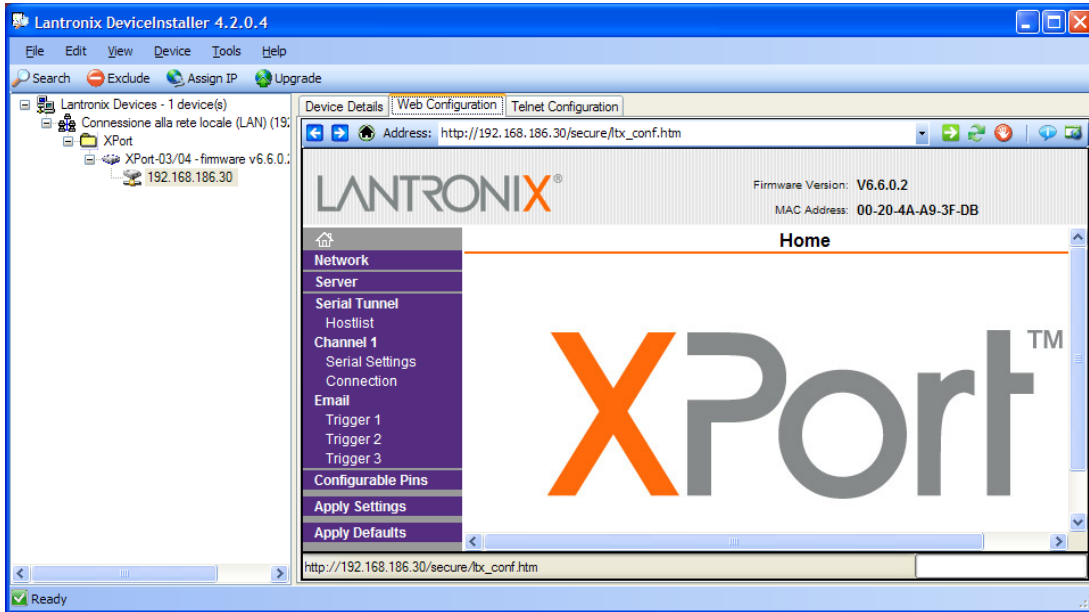 Lantronix DeviceInstaller 4.2.0.4
File Edit View Device Tools Help
Search Exclude Assign IP Upgrade
Lantronix Devices - 1 device(s)
Connessione alla rete locale (LAN) (19
XPort
XPort-03/04 - firmware v6.6.0.
192.168.186.30
Device Details Web Configuration Telnet Configuration
Address: http://192.168.186.30/secure/ltx_conf.htm
LANTRONIX®
Firmware Version: V6.6.0.2
MAC Address: 00-20-4A-A9-3F-DB
Home
Network
Server
Serial Tunnel
Hostlist
Channel 1
Serial Settings
Connection
Email
Trigger 1
Trigger 2
Trigger 3
Configurable Pins
Apply Settings
Apply Defaults
XPort™
http://192.168.186.30/secure/ltx_conf.htm
Ready